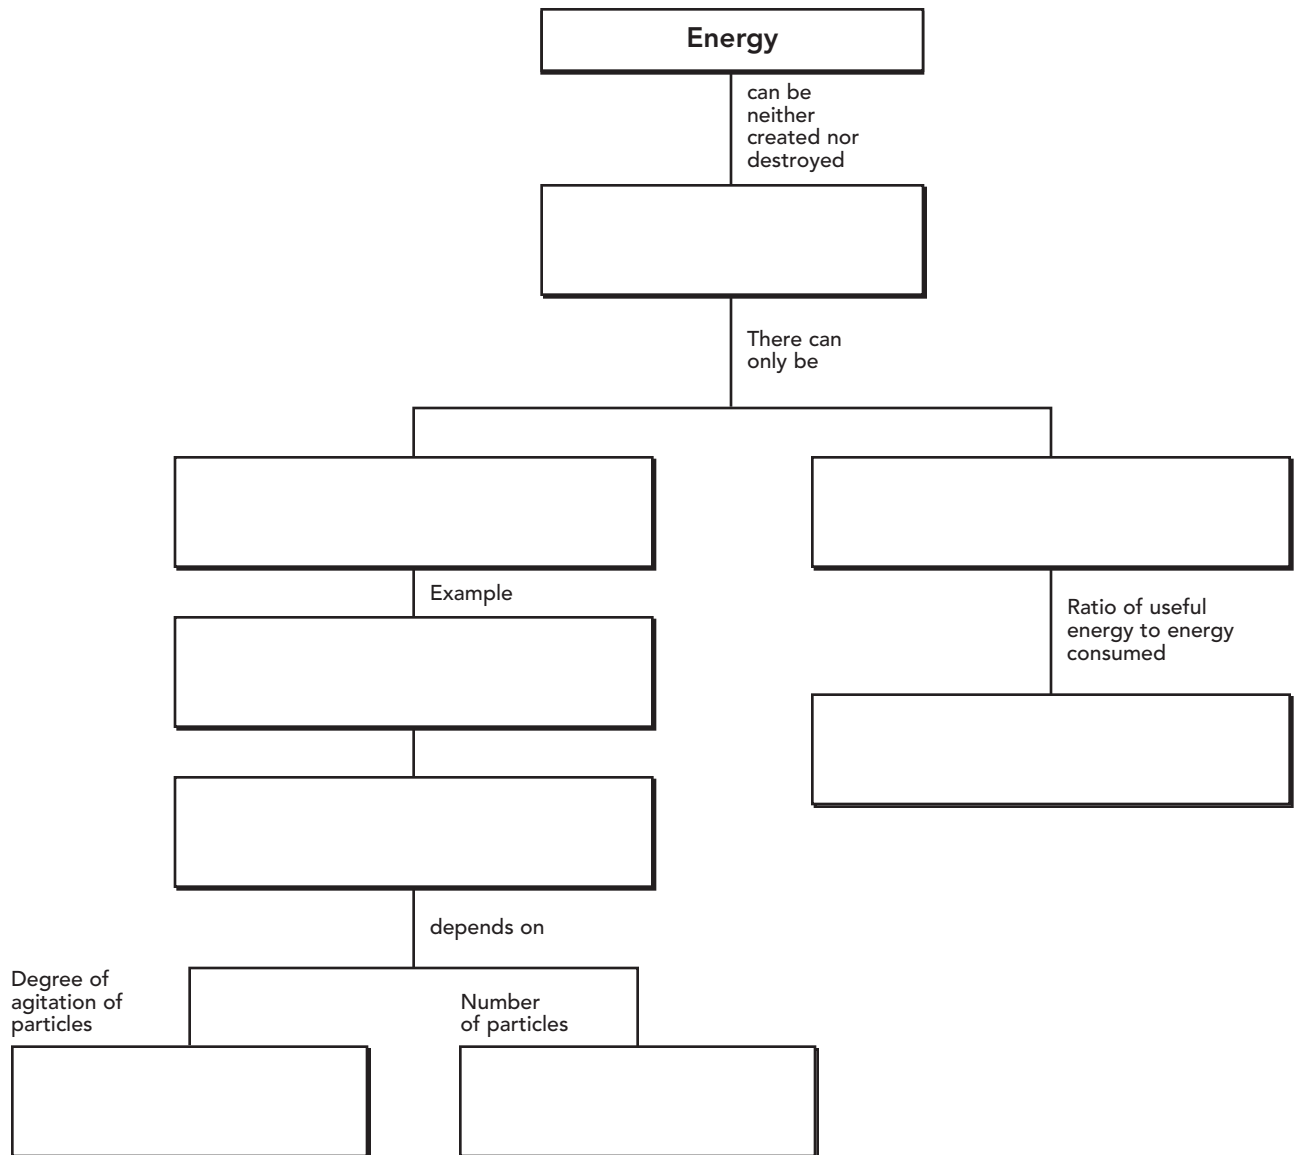 Energy
can be
neither
created nor
destroyed
There can
only be
Example
Ratio of useful
energy to energy
consumed
depends on
Degree of
agitation of
particles
Number
of particles